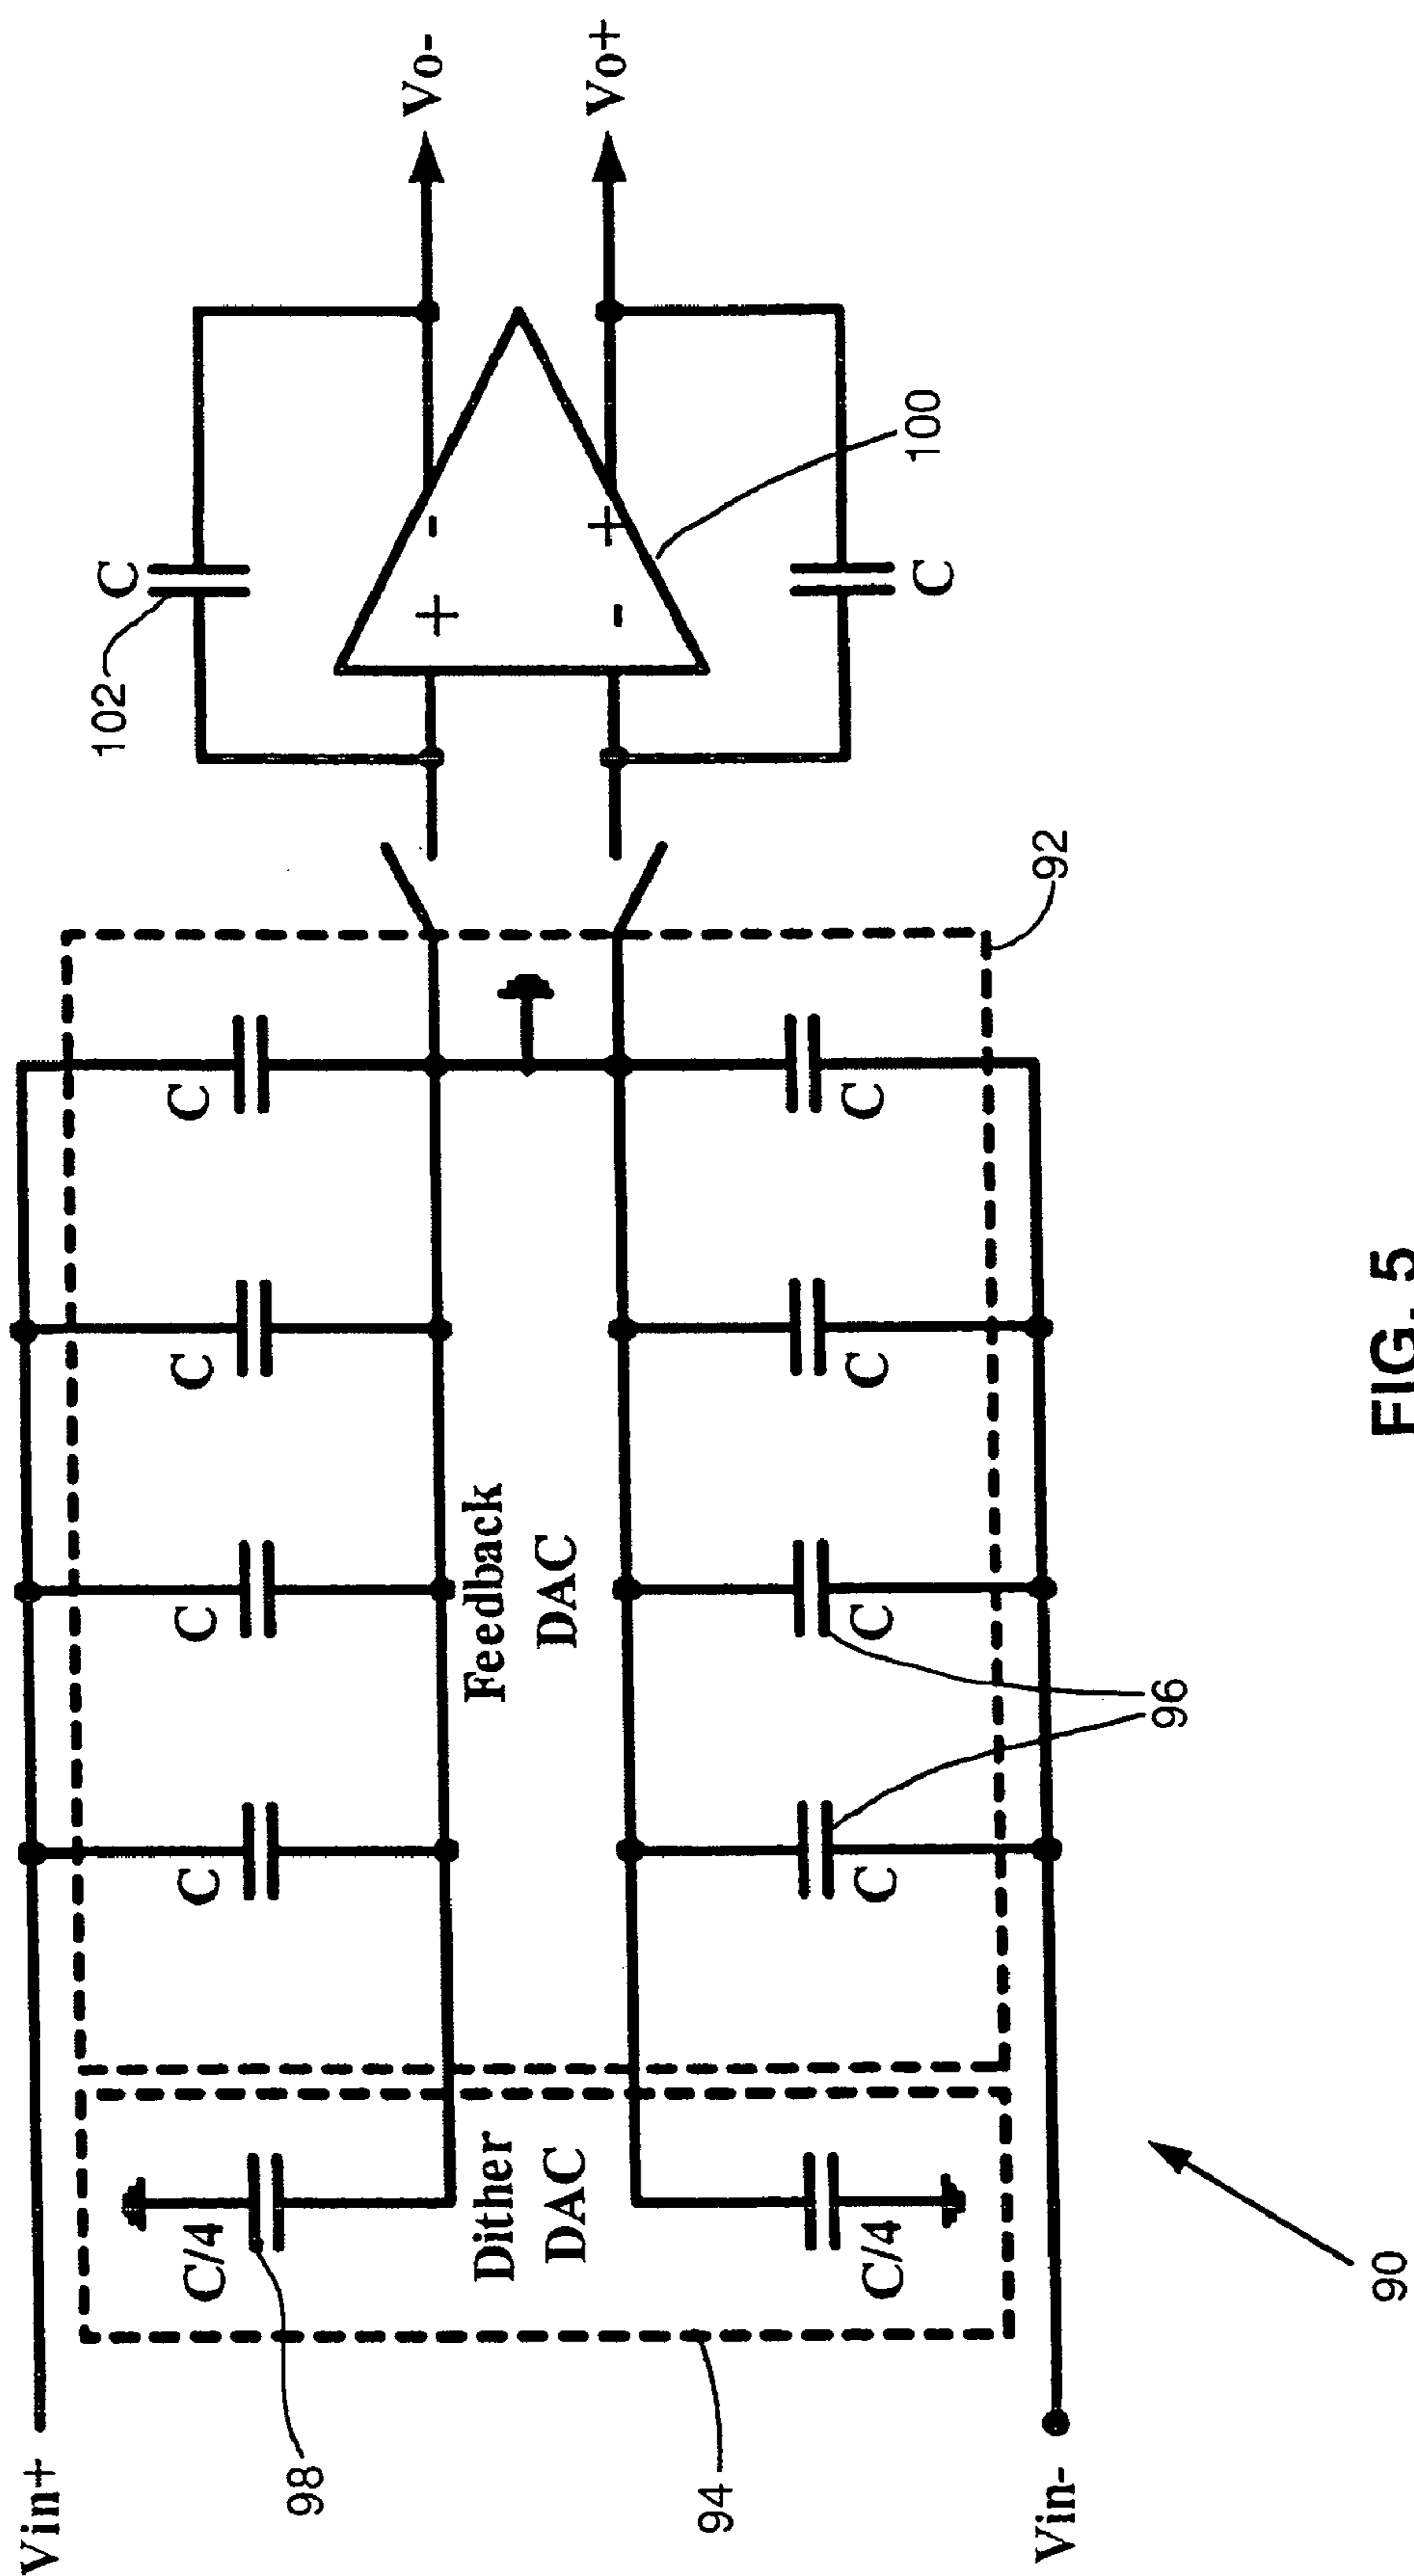 Vin+
Vo-
Vo+
C
102
+
-
-
+
100
C
C
C
C
C
C/4
98
Dither
DAC
Feedback
DAC
C/4
C
C
C
C
96
92
94
Vin-
90
FIG. 5